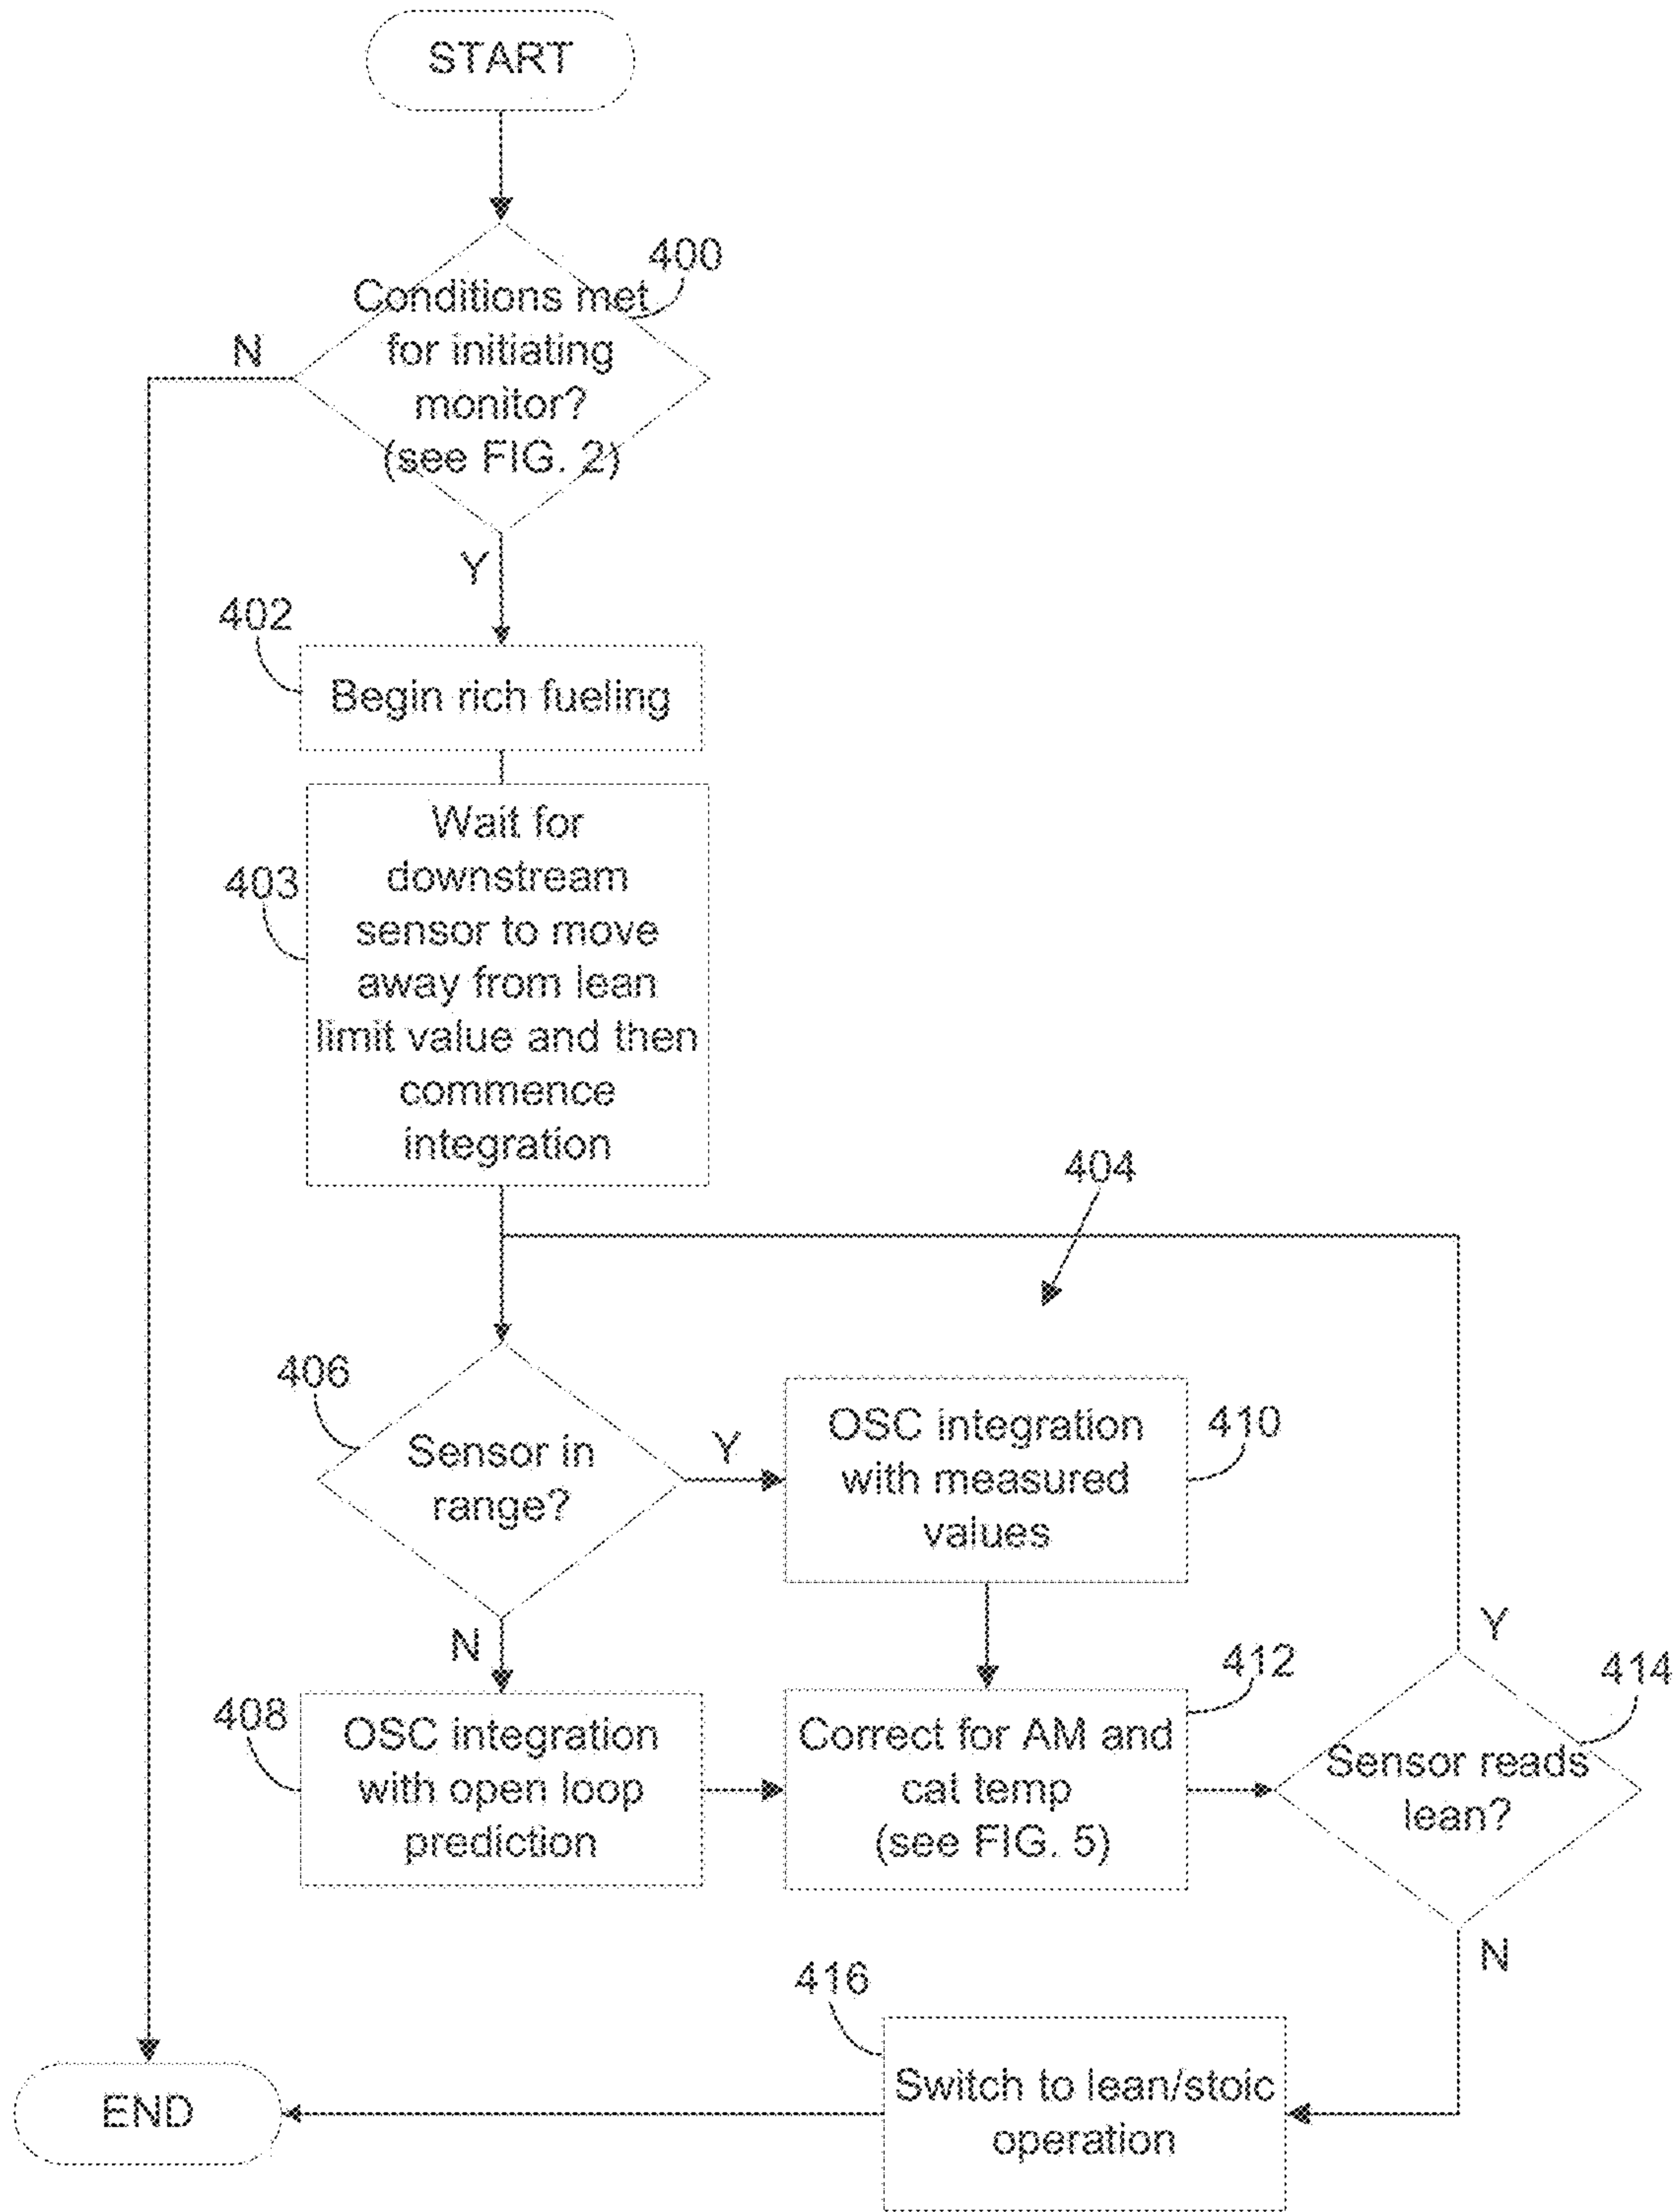 START
400
Conditions met
for initiating
monitor?
(see FIG. 2)
N
Y
402
Begin rich fueling
403
Wait for
downstream
sensor to move
away from lean
limit value and then
commence
integration
404
406
Sensor in
range?
Y
N
410
OSC integration
with measured
values
408
OSC integration
with open loop
prediction
412
Correct for AM and
cat temp
(see FIG. 5)
Y
414
Sensor reads
lean?
N
416
Switch to lean/stoic
operation
END